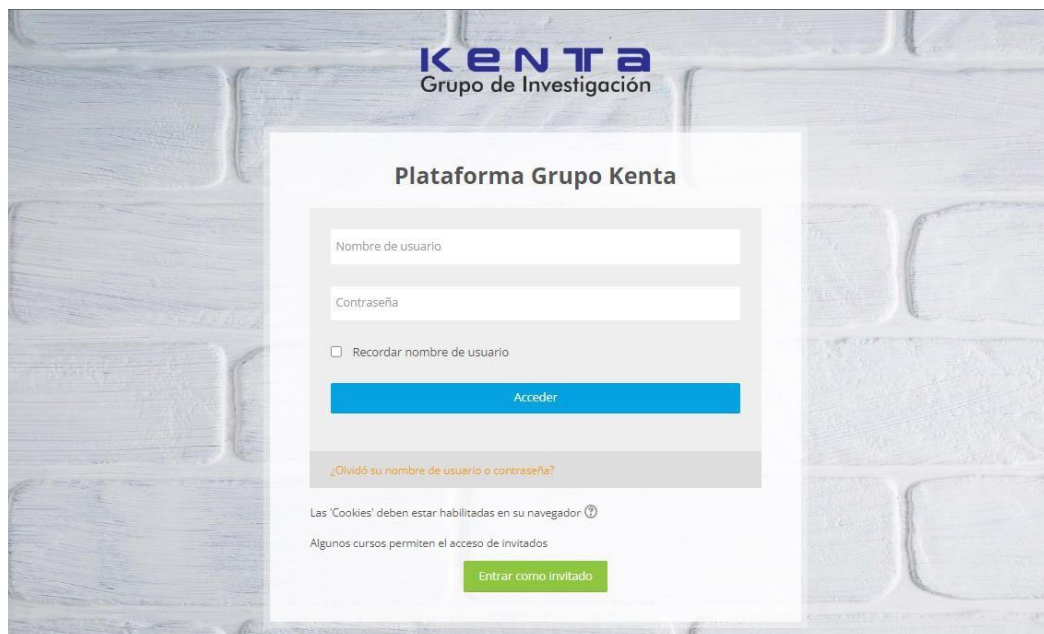 KENTA
Grupo de Investigación
Plataforma Grupo Kenta
Nombre de usuario
Contraseña
Recordar nombre de usuario
Acceder
¿Olvidó su nombre de usuario o contraseña?
Las 'Cookies' deben estar habilitadas en su navegador
Algunos cursos permiten el acceso de invitados
Entrar como invitado